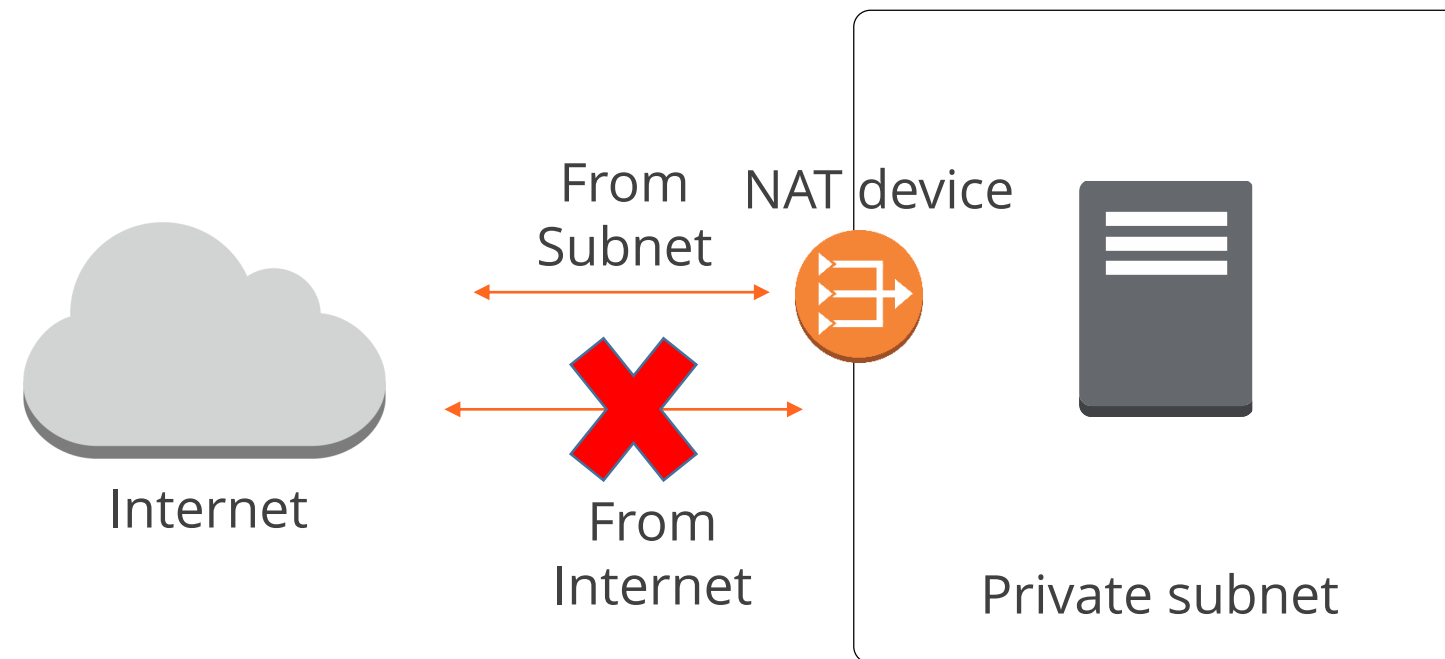 From
Subnet
NAT device
Internet
From
Internet
Private subnet